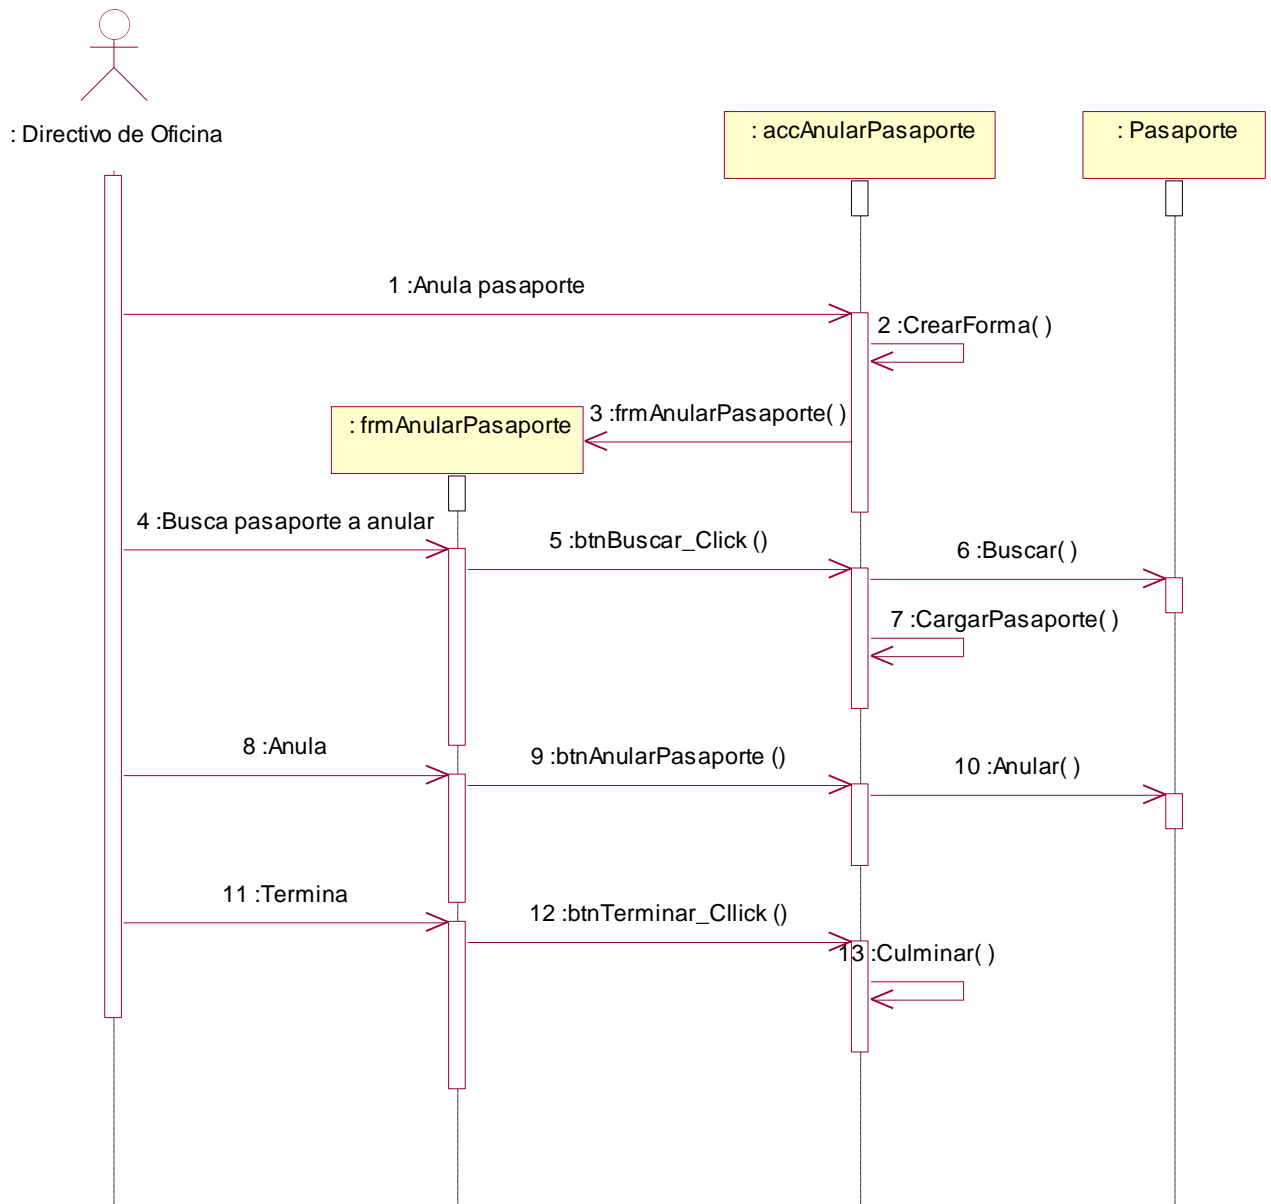 : Directivo de Oficina
: accAnularPasaporte
: Pasaporte
1 :Anula pasaporte
2 :CrearForma( )
3 :frmAnularPasaporte( )
: frmAnularPasaporte
4 :Busca pasaporte a anular
5 :btnBuscar_Click ()
6 :Buscar( )
7 :CargarPasaporte( )
8 :Anula
9 :btnAnularPasaporte ()
10 :Anular( )
11 :Termina
12 :btnTerminar_Cllick ()
13 :Culminar( )